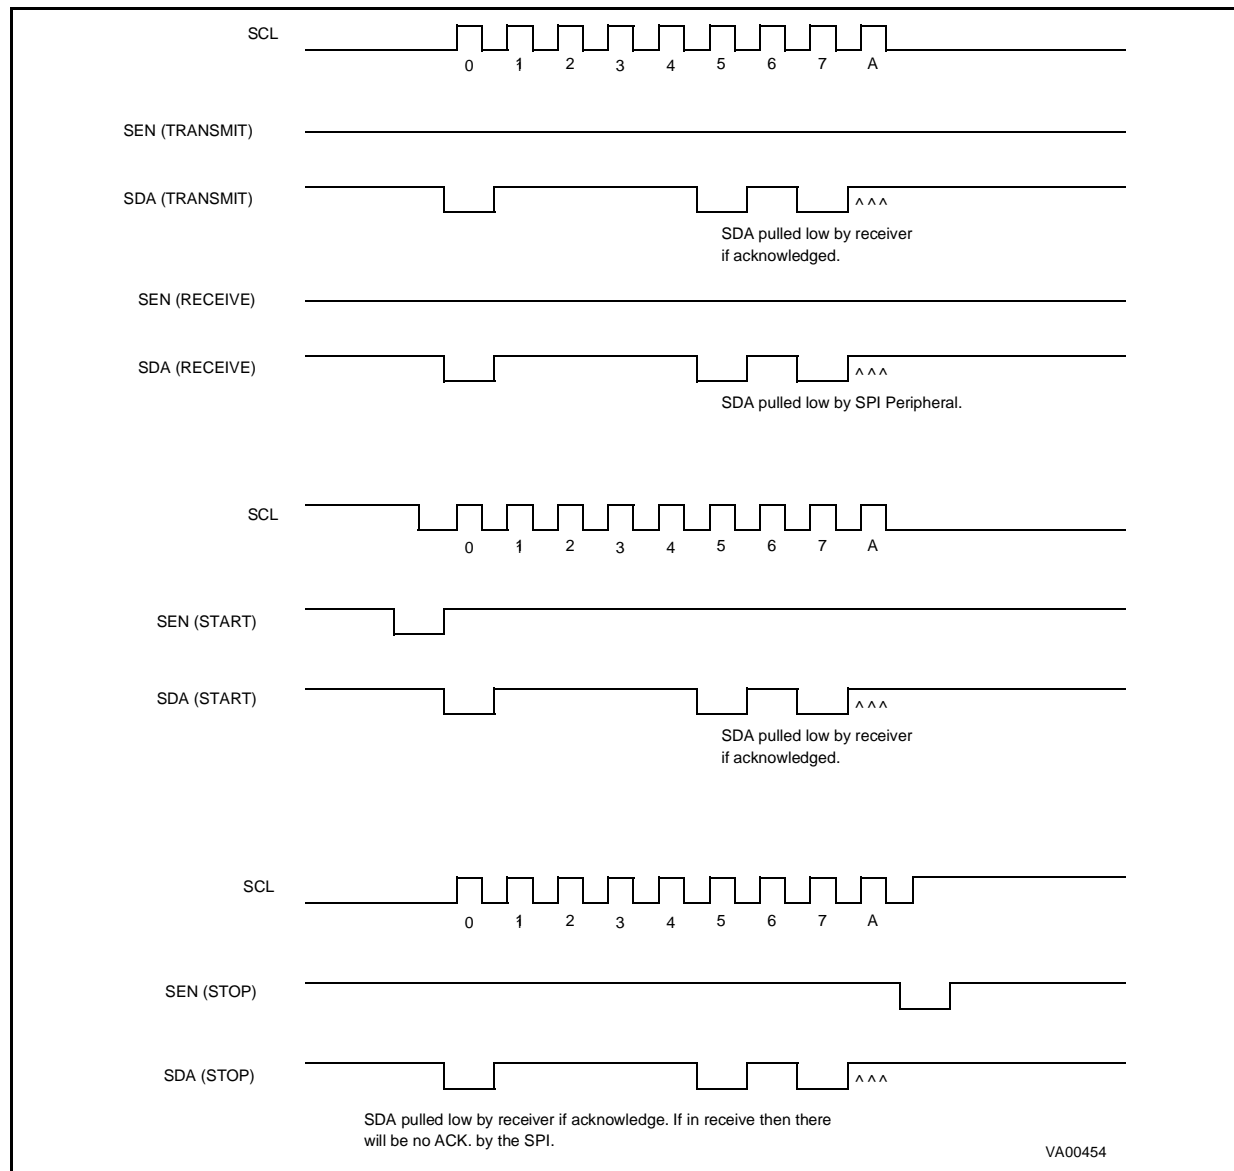 SCL
0 1 2 3 4 5 6 7 A
SEN (TRANSMIT)
SDA (TRANSMIT)
^ ^ ^
SDA pulled low by receiver
if acknowledged.
SEN (RECEIVE)
SDA (RECEIVE)
^ ^ ^
SDA pulled low by SPI Peripheral.
SCL
0 1 2 3 4 5 6 7 A
SEN (START)
SDA (START)
^ ^ ^
SDA pulled low by receiver
if acknowledged.
SCL
0 1 2 3 4 5 6 7 A
SEN (STOP)
SDA (STOP)
^ ^ ^
SDA pulled low by receiver if acknowledge. If in receive then there
will be no ACK. by the SPI.
VA00454